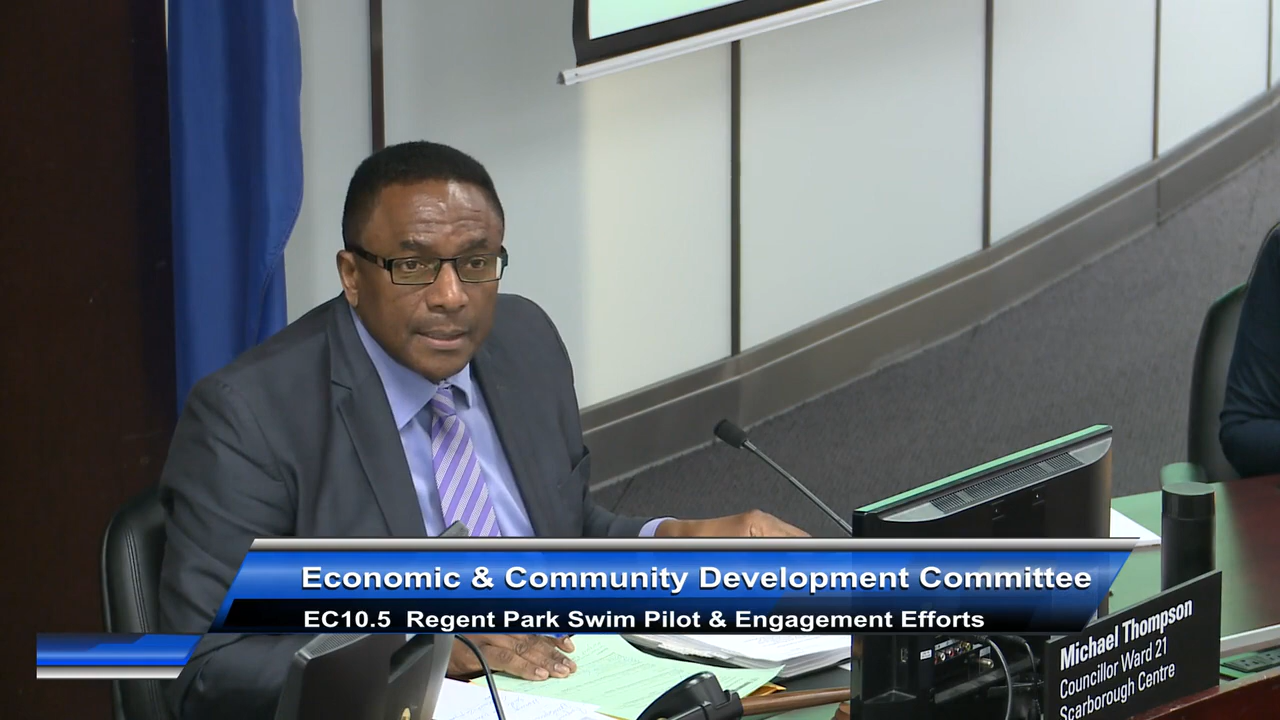 Economic & Community Development Committee
EC10.5 Regent Park Swim Pilot & Engagement Efforts
Michael Thompson
Councillor Ward 21
Scarborough Centre